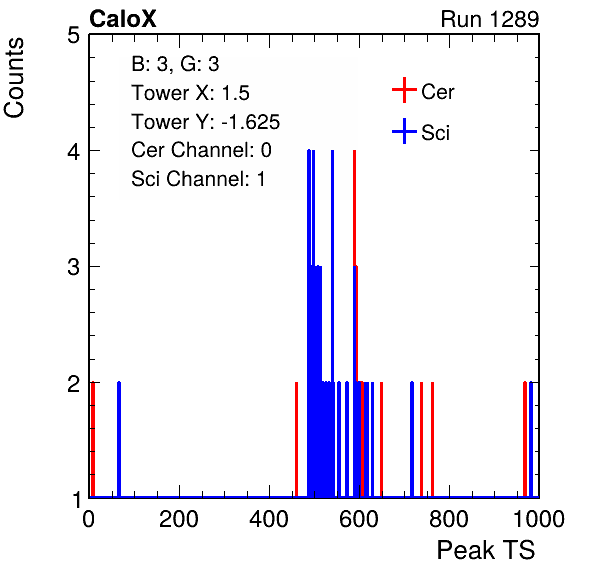 CaloX Run 1289
Counts
B: 3, G: 3
Tower X: 1.5
Tower Y: -1.625
Cer Channel: 0
Sci Channel: 1
Cer
Sci
5
4
3
2
1
0 200 400 600 800 1000
Peak TS